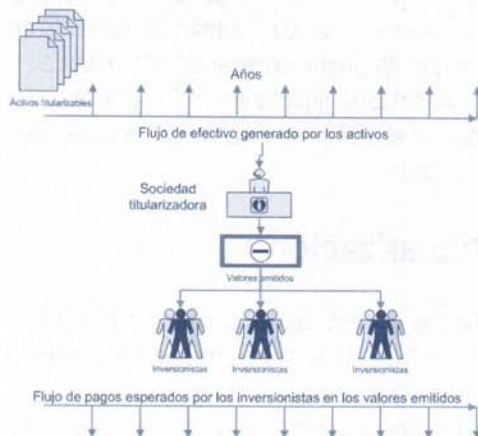 Años
Activos titularizables
Flujo de efectivo generado por los activos
Sociedad
titularizadora
Valores emitidos
Inversionistas
Inversionistas
Inversionistas
Flujo de pagos esperados por los inversionistas en los valores emitidos